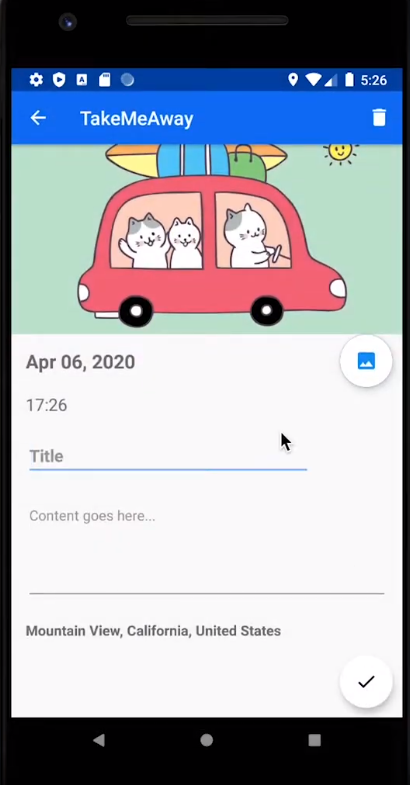 A
5:26
TakeMeAway
Apr 06, 2020
17:26
Title
Content goes here...
Mountain View, California, United States